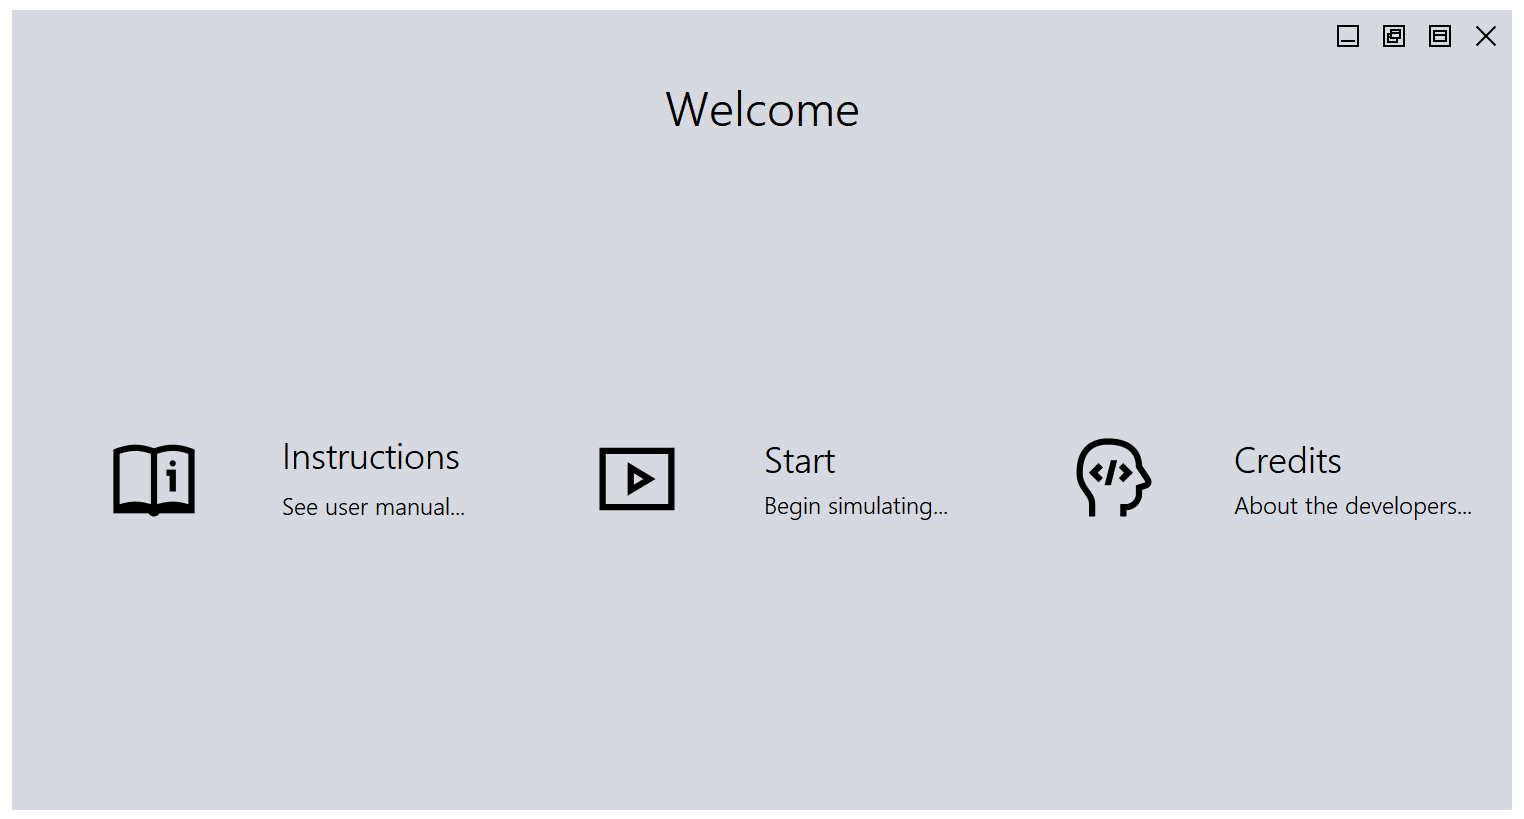 Welcome
Instructions
See user manual...
Start
Begin simulating...
Credits
About the developers...